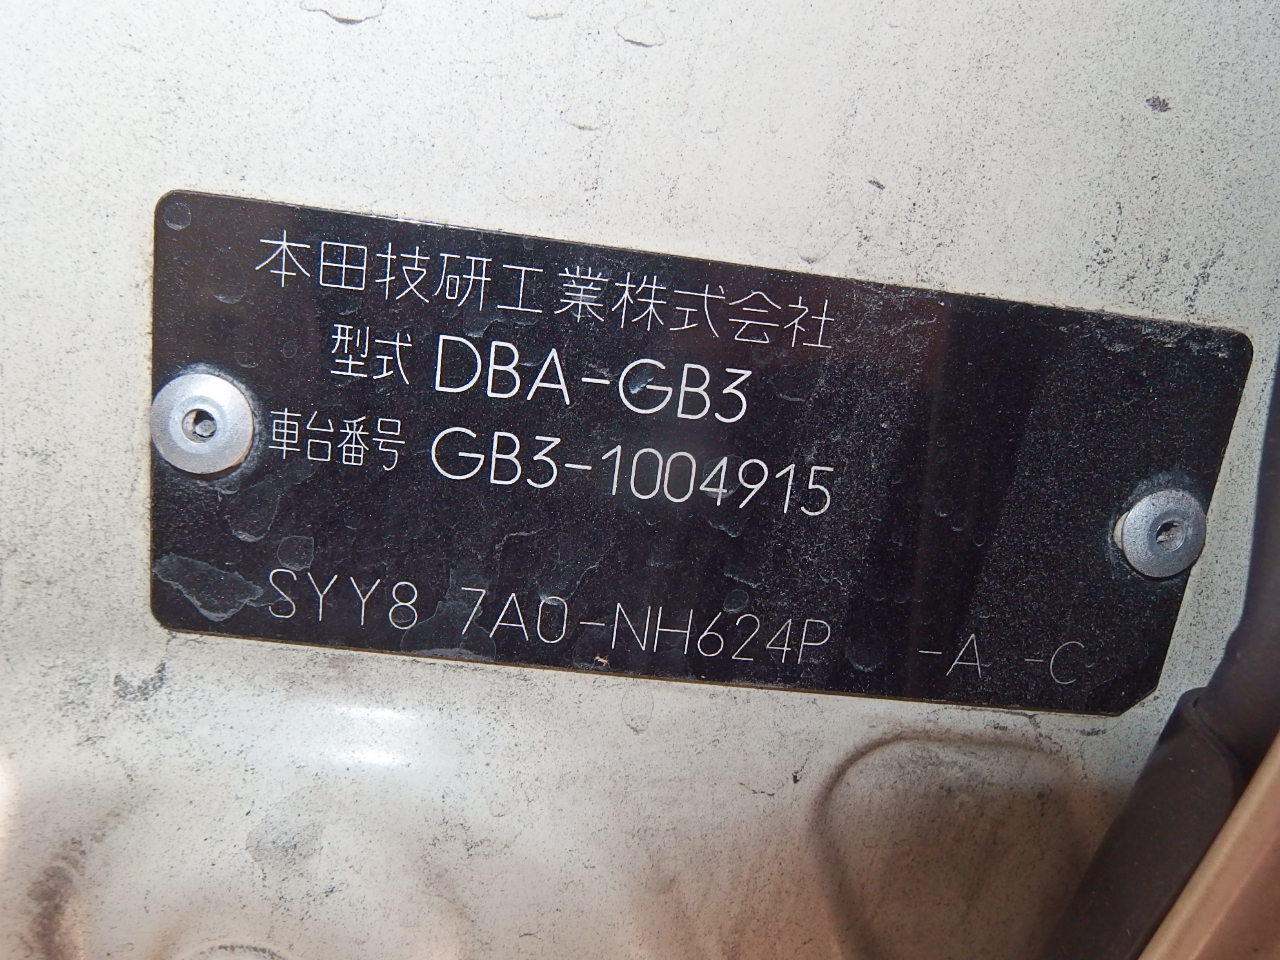 本田技研工業株式会社
型式 DBA-GB3
車台番号 GB3-1004915
SYY8 7A0-NH624P -A -C